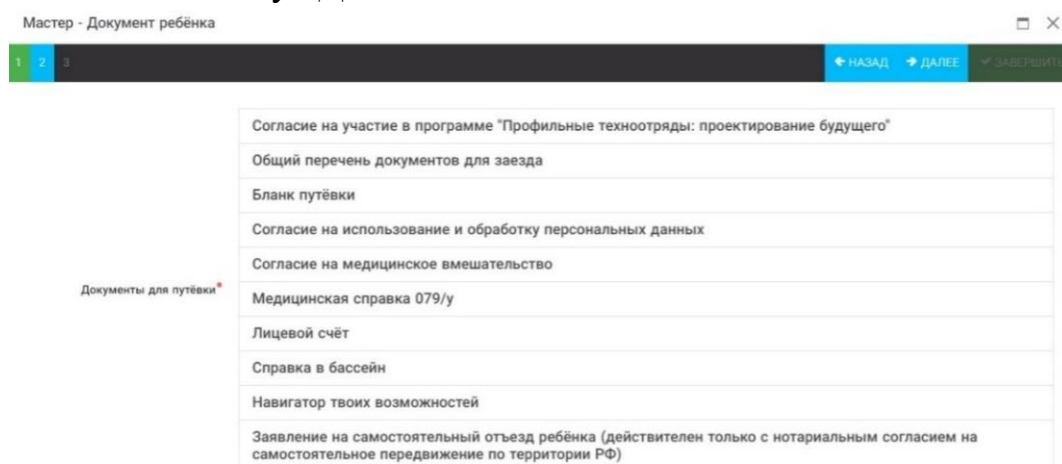 Мастер - Документ ребёнка
1 2 3 НАЗАД ДАЛЕЕ ЗАВЕРШИТЬ
Согласие на участие в программе "Профильные техноотряды: проектирование будущего"
Общий перечень документов для заезда
Бланк путёвки
Согласие на использование и обработку персональных данных
Согласие на медицинское вмешательство
Документы для путёвки*
Медицинская справка 079/у
Лицевой счёт
Справка в бассейн
Навигатор твоих возможностей
Заявление на самостоятельный отъезд ребёнка (действителен только с нотариальным согласием на
самостоятельное передвижение по территории РФ)